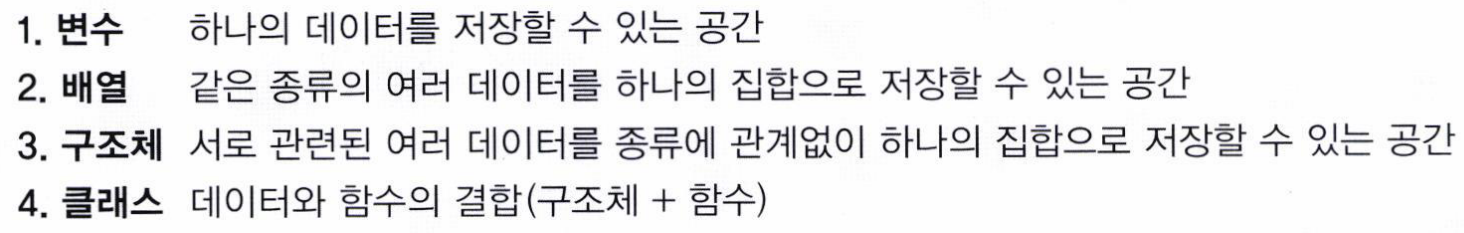 1. 변수 하나의 데이터를 저장할 수 있는 공간
2. 배열 같은 종류의 여러 데이터를 하나의 집합으로 저장할 수 있는 공간
3. 구조체 서로 관련된 여러 데이터를 종류에 관계없이 하나의 집합으로 저장할 수 있는 공간
4. 클래스 데이터와 함수의 결합(구조체 + 함수)